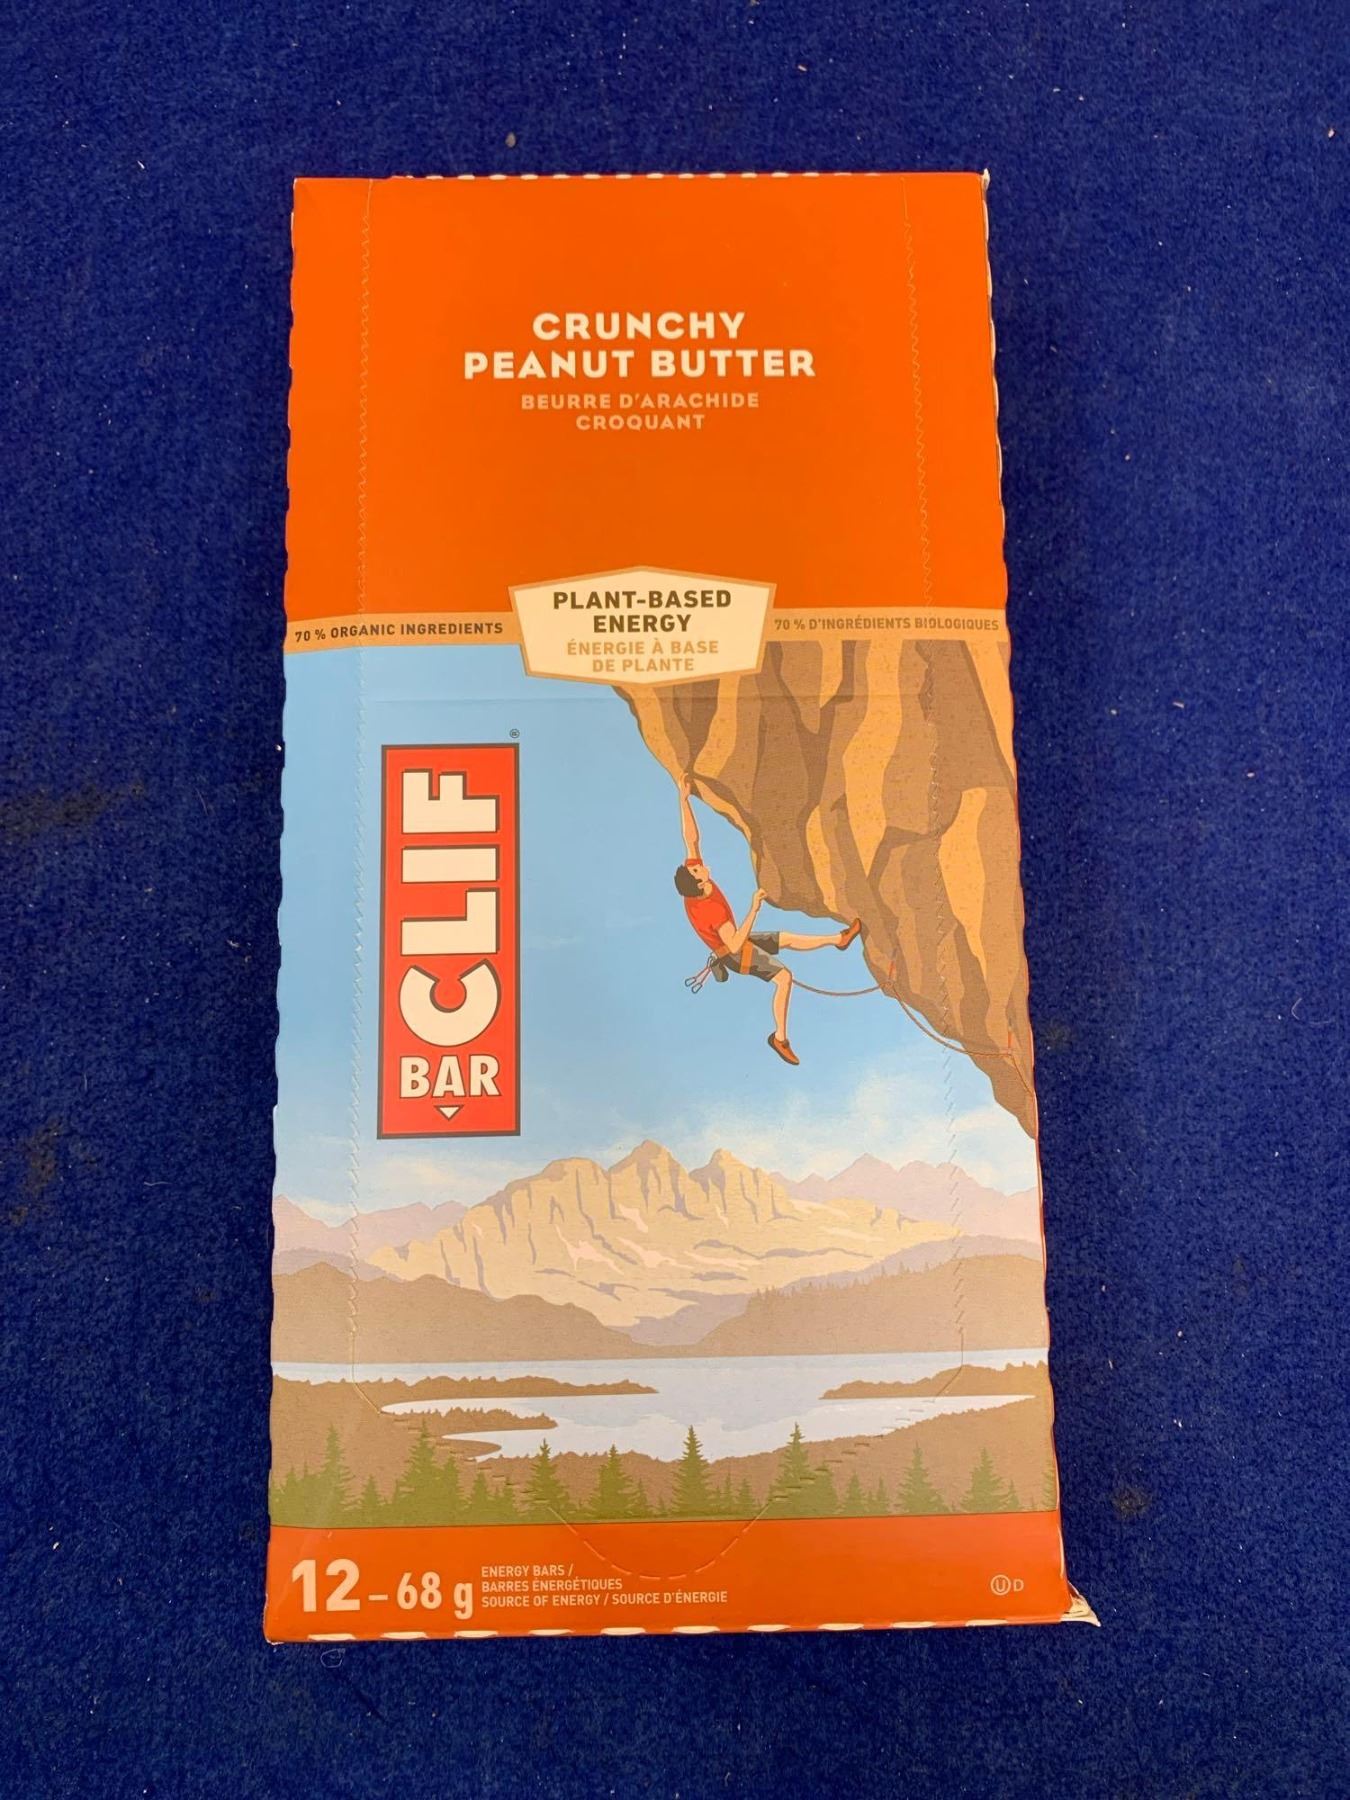 CRUNCHY
PEANUT BUTTER
BEURRE D'ARACHIDE
CROQUANT
PLANT-BASED
ENERGY
ÉNERGIE À BASE
DE PLANTE
70 % ORGANIC INGREDIENTS
70 % D'INGRÉDIENTS BIOLOGIQUES
CLIF®
BAR
12 – 68 g
ENERGY BARS /
BARRES ÉNERGÉTIQUES
SOURCE OF ENERGY / SOURCE D'ÉNERGIE
U D